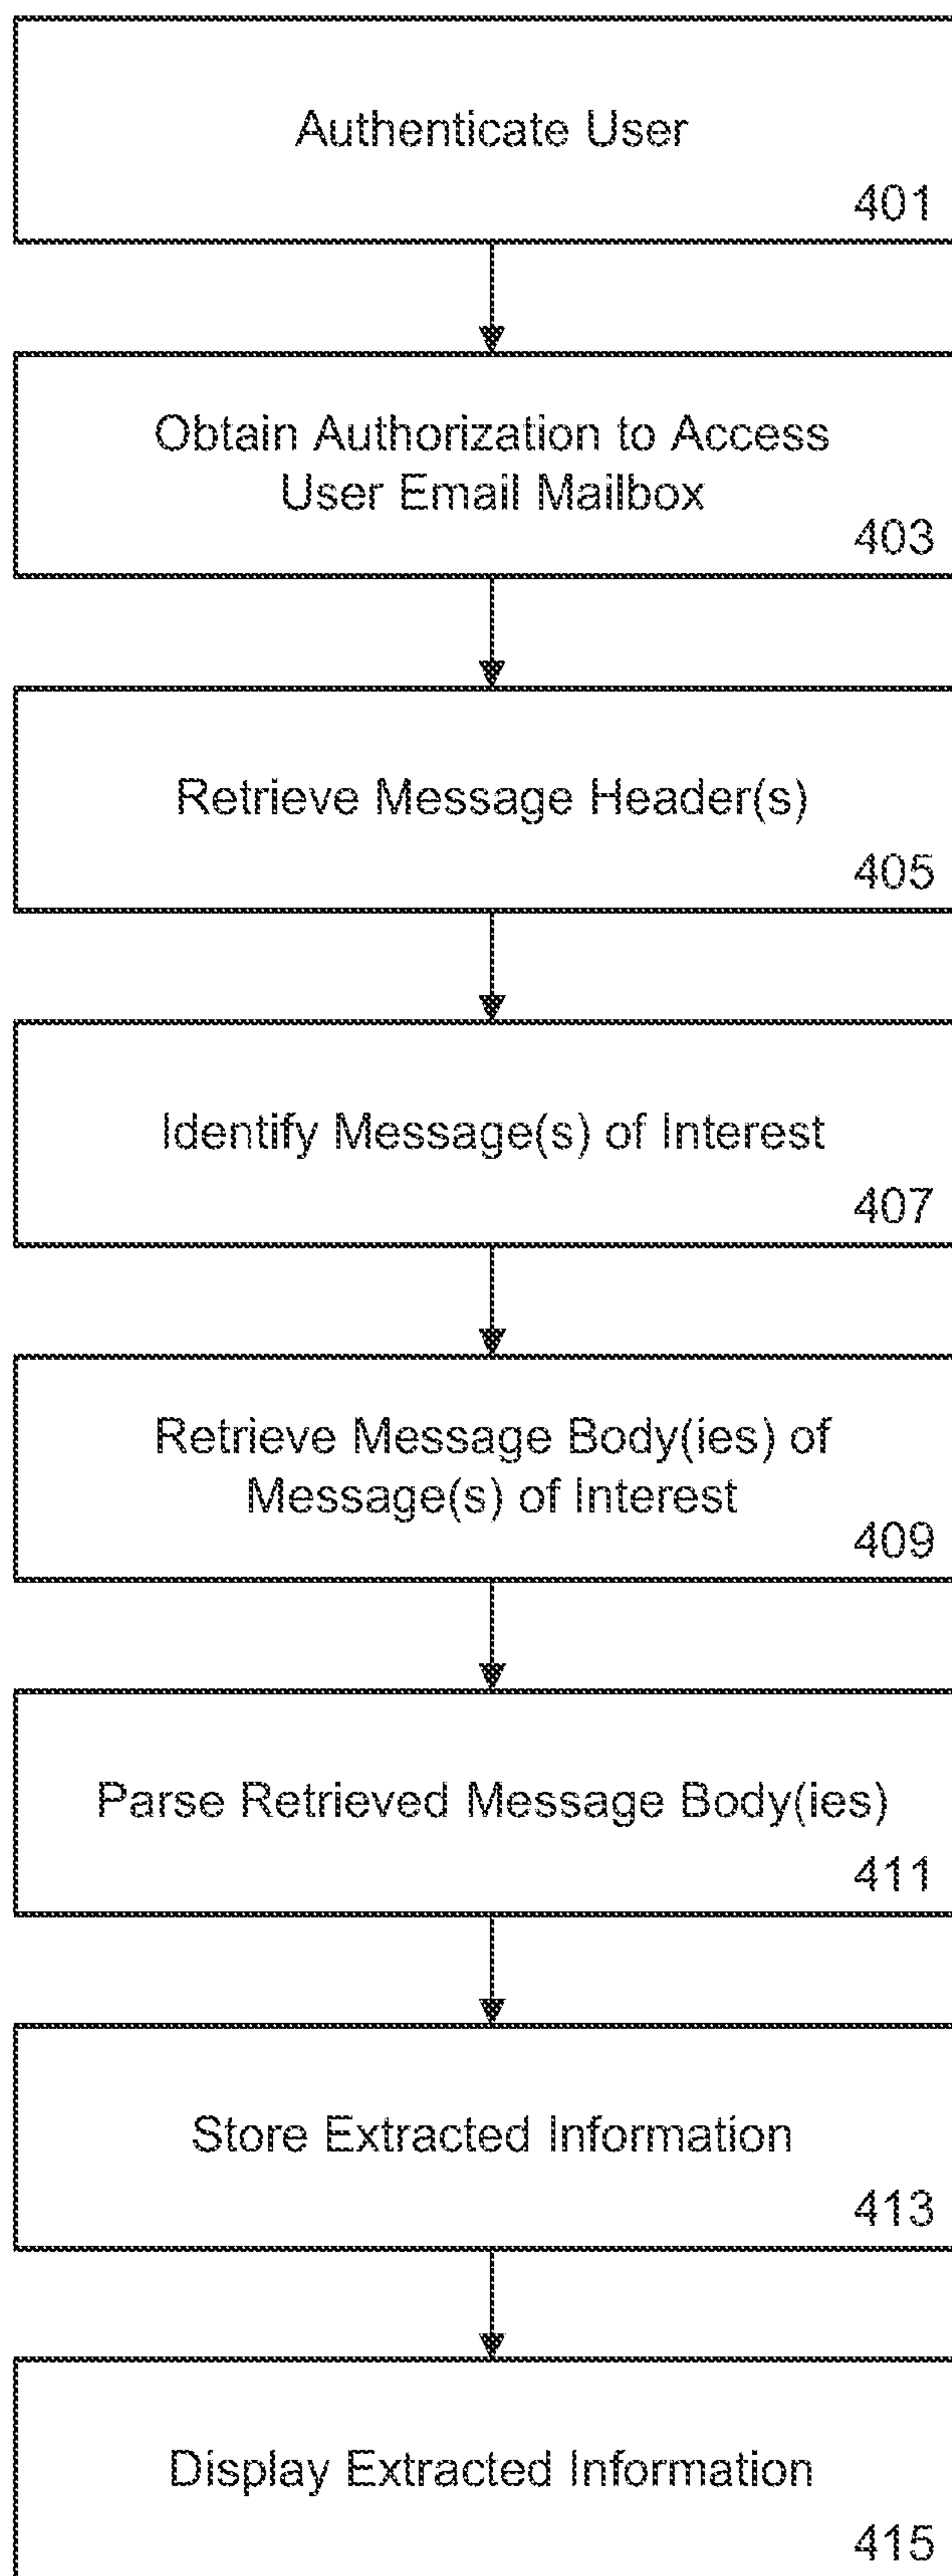 Authenticate User
401
Obtain Authorization to Access
User Email Mailbox
403
Retrieve Message Header(s)
405
Identify Message(s) of Interest
407
Retrieve Message Body(ies) of
Message(s) of Interest
409
Parse Retrieved Message Body(ies)
411
Store Extracted Information
413
Display Extracted Information
415